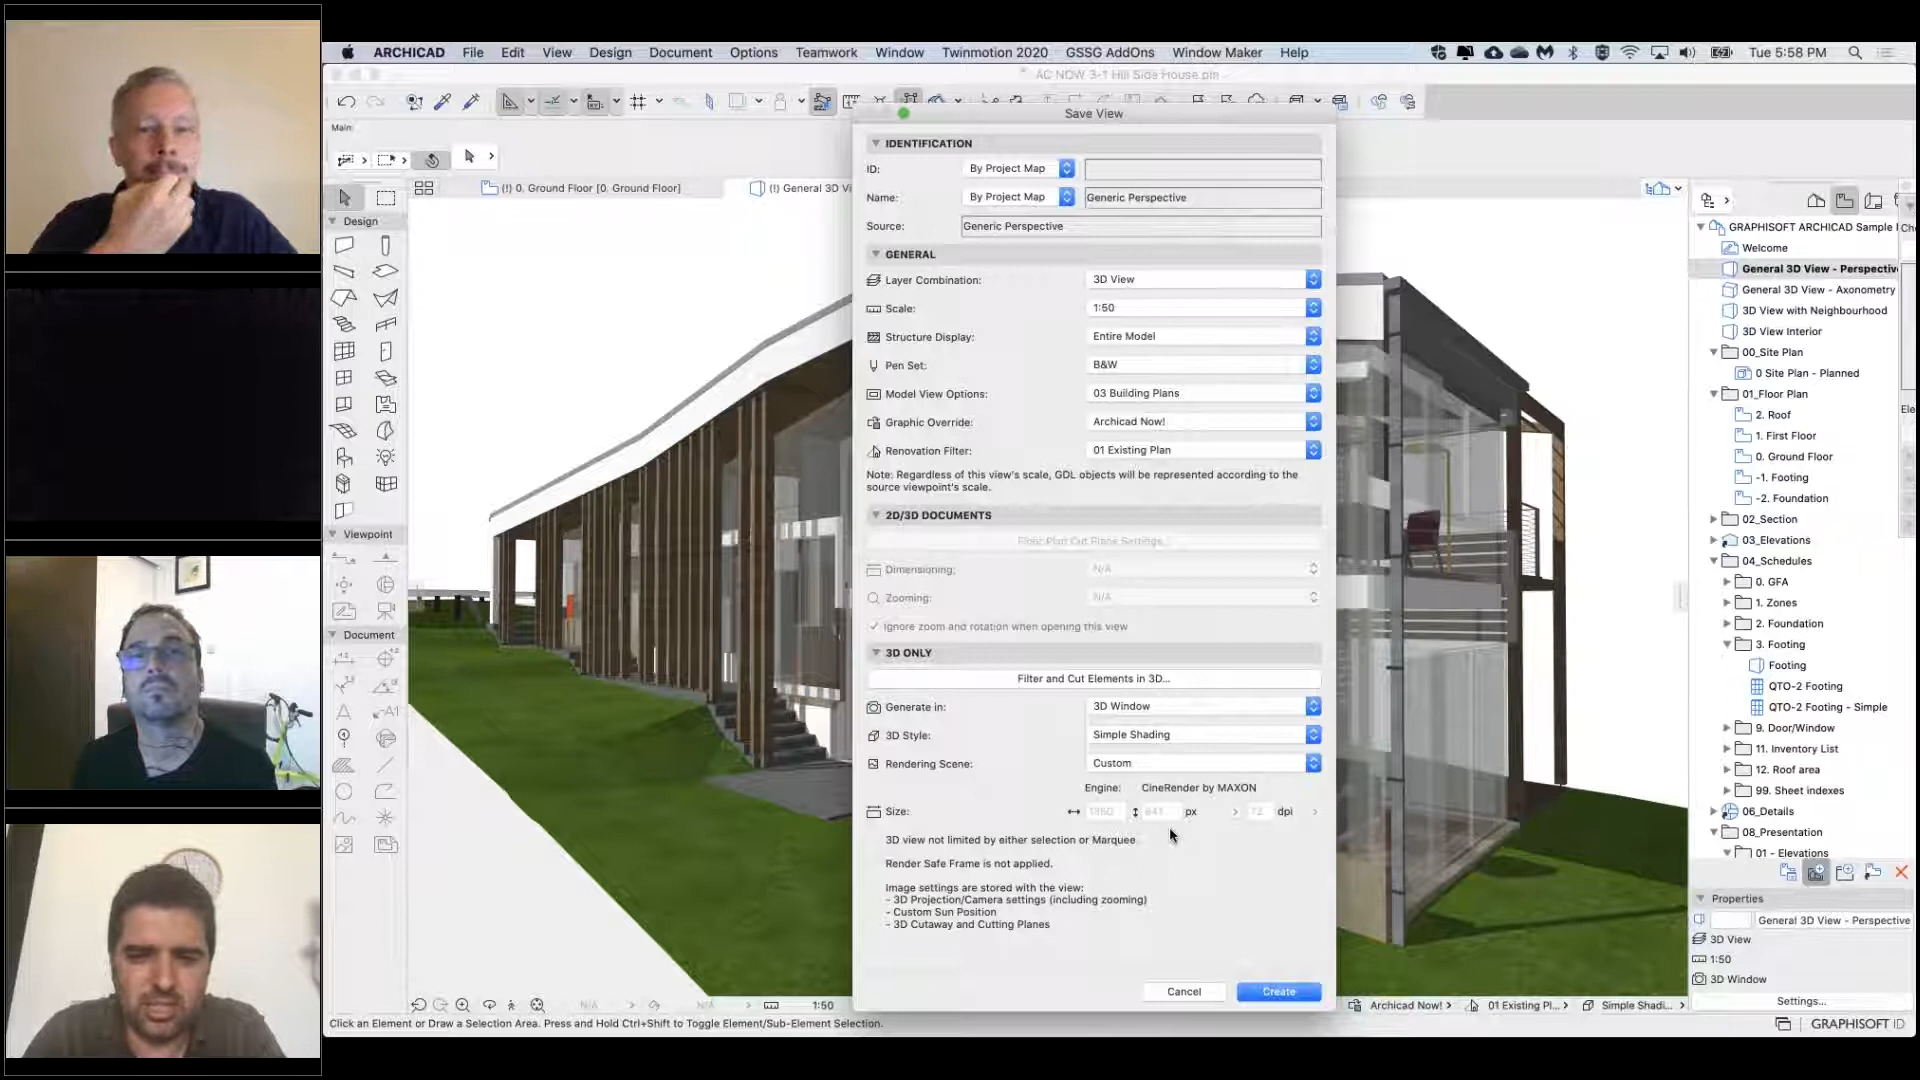 ARCHICAD File Edit View Design Document Options Teamwork Window Twinmotion 2020 GSSG AddOns Window Maker Help Tue 5:58 PM
AC NOW 3-1 Hill Side House.pln
Main:
(!) 0. Ground Floor [0. Ground Floor]
(!) General 3D Vi
Design
Viewpoint
Document
Save View
IDENTIFICATION
ID: By Project Map
Name: By Project Map Generic Perspective
Source: Generic Perspective
GENERAL
Layer Combination: 3D View
Scale: 1:50
Structure Display: Entire Model
Pen Set: B&W
Model View Options: 03 Building Plans
Graphic Override: Archicad Now!
Renovation Filter: 01 Existing Plan
Note: Regardless of this view's scale, GDL objects will be represented according to the
source viewpoint's scale.
2D/3D DOCUMENTS
Floor Plan Cut Plane Settings...
Dimensioning: N/A
Zooming: N/A
Ignore zoom and rotation when opening this view
3D ONLY
Filter and Cut Elements in 3D...
Generate in: 3D Window
3D Style: Simple Shading
Rendering Scene: Custom
Engine: CineRender by MAXON
Size: 841 px 72 dpi
3D view not limited by either selection or Marquee
Render Safe Frame is not applied.
Image settings are stored with the view:
- 3D Projection/Camera settings (including zooming)
- Custom Sun Position
- 3D Cutaway and Cutting Planes
Cancel Create
GRAPHISOFT ARCHICAD Sample
Welcome
General 3D View - Perspectiv
General 3D View - Axonometry
3D View with Neighbourhood
3D View Interior
00_Site Plan
0 Site Plan - Planned
01_Floor Plan
2. Roof
1. First Floor
0. Ground Floor
-1. Footing
-2. Foundation
02_Section
03_Elevations
04_Schedules
0. GFA
1. Zones
2. Foundation
3. Footing
Footing
QTO-2 Footing
QTO-2 Footing - Simple
9. Door/Window
11. Inventory List
12. Roof area
99. Sheet indexes
06_Details
08_Presentation
01 - Elevations
Properties
General 3D View - Perspective
3D View
1:50
3D Window
Settings...
N/A N/A 1:50
Archicad Now! 01 Existing Pl... Simple Shadi...
Click an Element or Draw a Selection Area. Press and Hold Ctrl+Shift to Toggle Element/Sub-Element Selection.
GRAPHISOFT ID